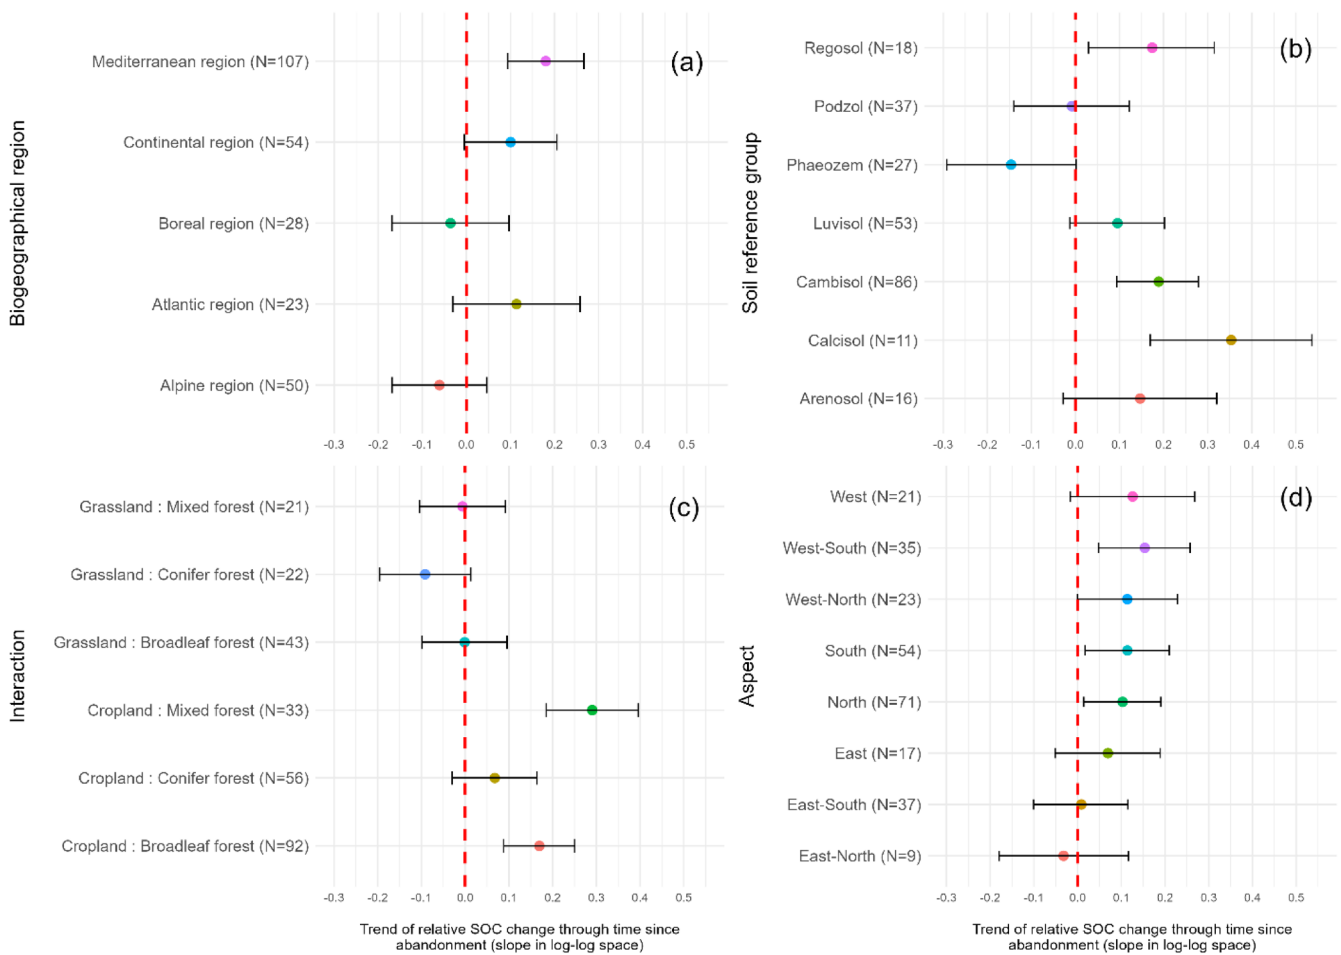 Biogeographical region
Mediterranean region (N=107)
Continental region (N=54)
Boreal region (N=28)
Atlantic region (N=23)
Alpine region (N=50)
(a)
-0.3 -0.2 -0.1 0.0 0.1 0.2 0.3 0.4 0.5
Soil reference group
Regosol (N=18)
Podzol (N=37)
Phaeozem (N=27)
Luvisol (N=53)
Cambisol (N=86)
Calcisol (N=11)
Arenosol (N=16)
(b)
-0.3 -0.2 -0.1 0.0 0.1 0.2 0.3 0.4 0.5
Interaction
Grassland : Mixed forest (N=21)
Grassland : Conifer forest (N=22)
Grassland : Broadleaf forest (N=43)
Cropland : Mixed forest (N=33)
Cropland : Conifer forest (N=56)
Cropland : Broadleaf forest (N=92)
(c)
-0.3 -0.2 -0.1 0.0 0.1 0.2 0.3 0.4 0.5
Trend of relative SOC change through time since
abandonment (slope in log-log space)
Aspect
West (N=21)
West-South (N=35)
West-North (N=23)
South (N=54)
North (N=71)
East (N=17)
East-South (N=37)
East-North (N=9)
(d)
-0.3 -0.2 -0.1 0.0 0.1 0.2 0.3 0.4 0.5
Trend of relative SOC change through time since
abandonment (slope in log-log space)